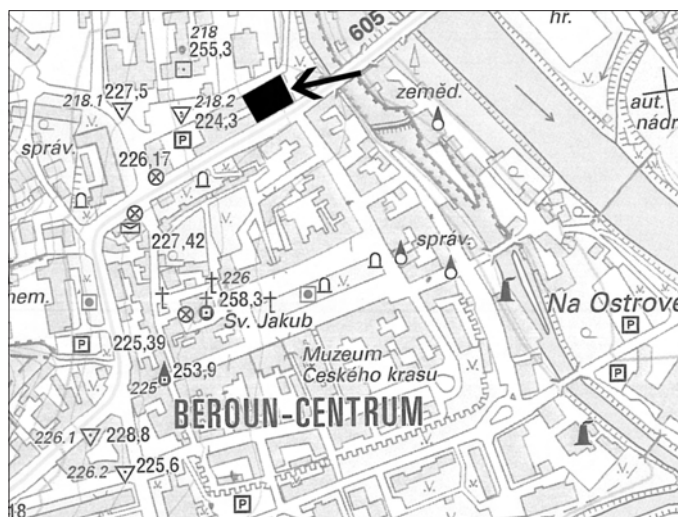 218
255,3
605
hr.
227,5
218.1
218.2
224,3
P
zeměd.
aut.
nádr
správ.
226,17
227,42
správ.
226
258,3
Sv. Jakub
nem.
Na Ostrově
P
P
225,39
P
253,9
225
Muzeum
Českého krasu
BEROUN-CENTRUM
226.1
228,8
226.2
225,6
P
18